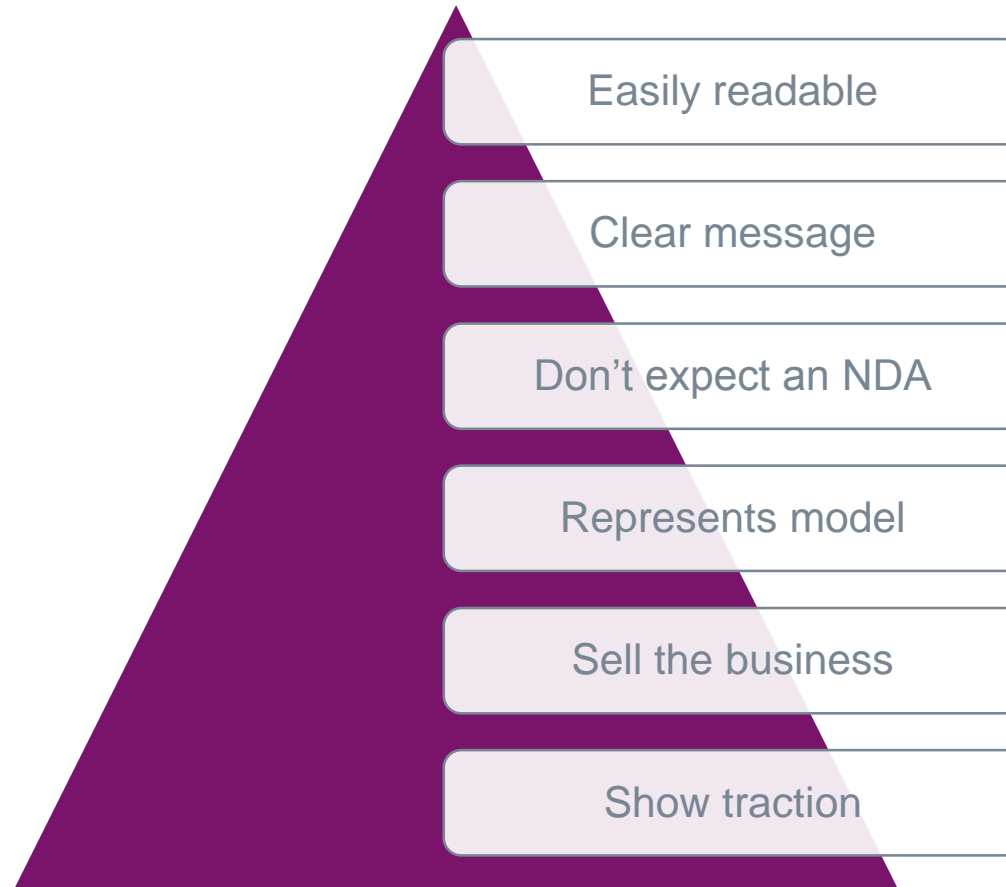 Easily readable
Clear message
Don’t expect an NDA
Represents model
Sell the business
Show traction